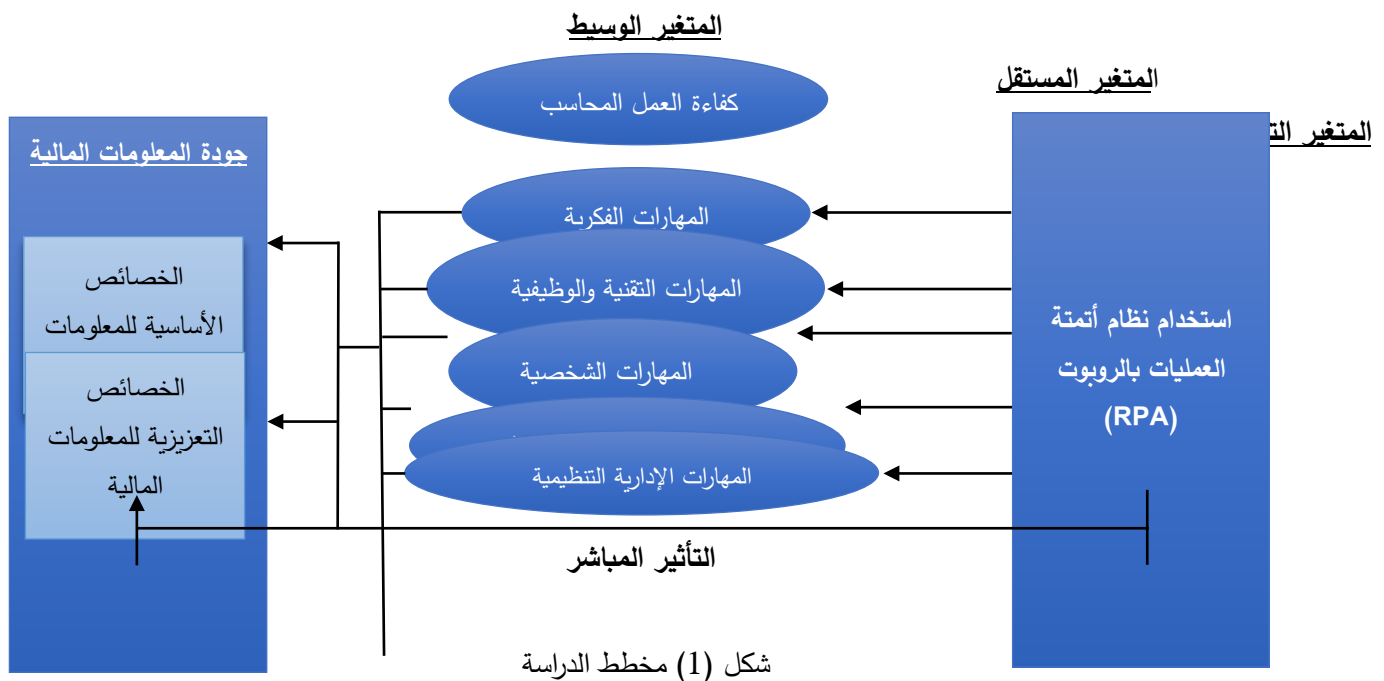 المتغير الوسيط
المتغير المستقل
كفاءة العمل المحاسب
جودة المعلومات المالية
المهارات الفكرية
المهارات التقنية والوظيفية
المهارات الشخصية
المهارات الإدارية التنظيمية
استخدام نظام أتمتة
العمليات بالروبوت
(RPA)
الخصائص
الأساسية للمعلومات
الخصائص
التعزيزية للمعلومات
المالية
المتغير
التأثير المباشر
شكل (1) مخطط الدراسة